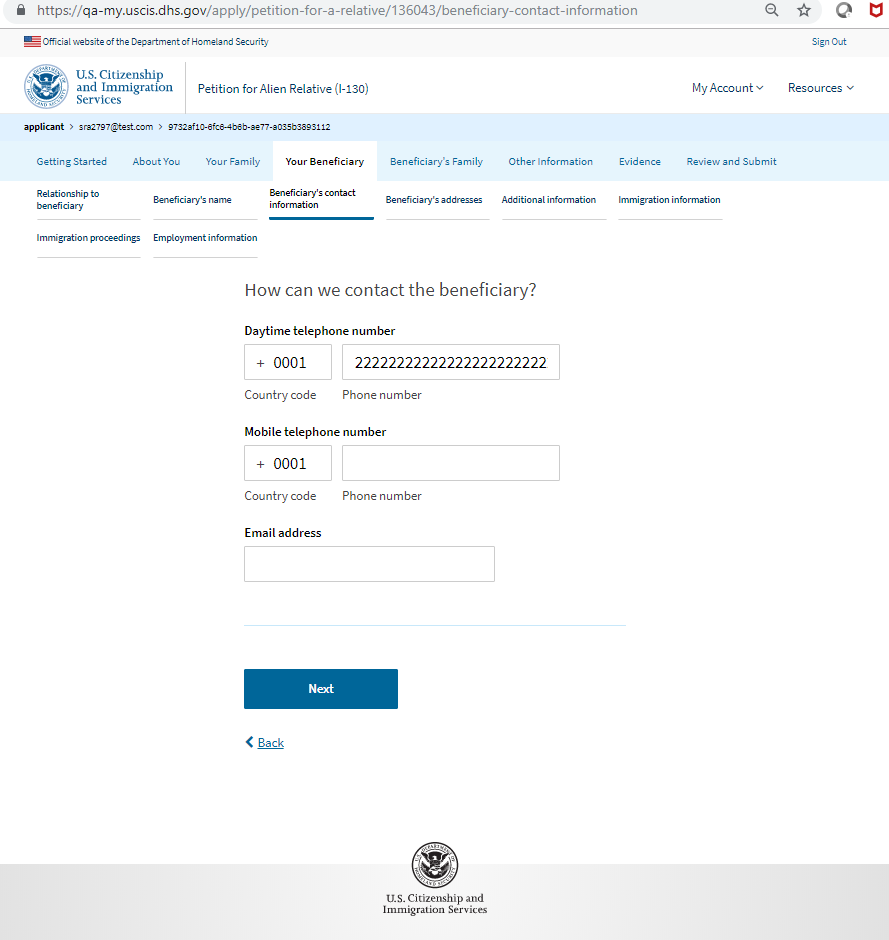 https://qa-my.uscis.dhs.gov/apply/petition-for-a-relative/136043/beneficiary-contact-information
Official website of the Department of Homeland Security
Sign Out
U.S. Citizenship
and Immigration
Services
Petition for Alien Relative (I-130)
My Account
Resources
applicant > sra2797@test.com > 9732af10-6fc6-4b6b-ae77-a035b3893112
Getting Started About You Your Family Your Beneficiary Beneficiary's Family Other Information Evidence Review and Submit
Relationship to
beneficiary
Beneficiary's name
Beneficiary's contact
information
Beneficiary's addresses
Additional information
Immigration information
Immigration proceedings
Employment information
How can we contact the beneficiary?
Daytime telephone number
+ 0001 22222222222222222222222
Country code Phone number
Mobile telephone number
+ 0001
Country code Phone number
Email address
Next
Back
U.S. Citizenship and
Immigration Services